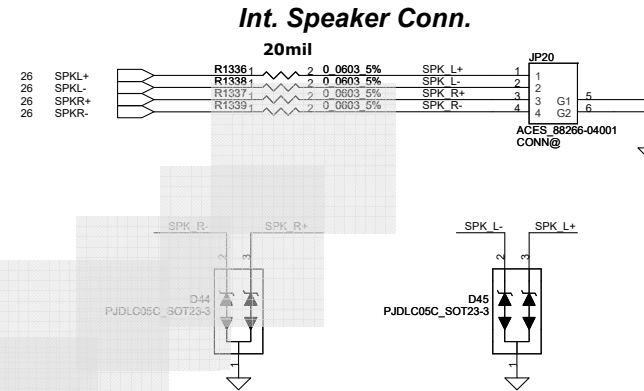 Int. Speaker Conn.
20mil
26 SPKL+ R1336 1 2 0_0603_5% SPK_L+ 1 1
26 SPKL- R1338 1 2 0_0603_5% SPK_L- 2 2
26 SPKR+ R1337 1 2 0_0603_5% SPK_R+ 3 3 G1 5
26 SPKR- R1339 1 2 0_0603_5% SPK_R- 4 4 G2 6
JP20
ACES_88266-04001
CONN@
SPK_R- SPK_R+
2 3
D44
PJDLC05C_SOT23-3
1
SPK_L- SPK_L+
2 3
D45
PJDLC05C_SOT23-3
1